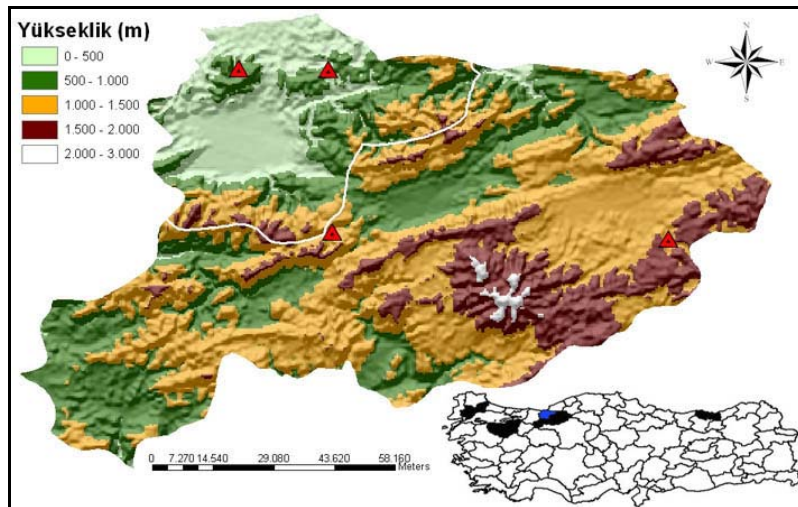 Yükseklik (m)
0 - 500
500 - 1.000
1.000 - 1.500
1.500 - 2.000
2.000 - 3.000
N
W E
S
0 7.270 14.540 29.080 43.620 58.160
Meters